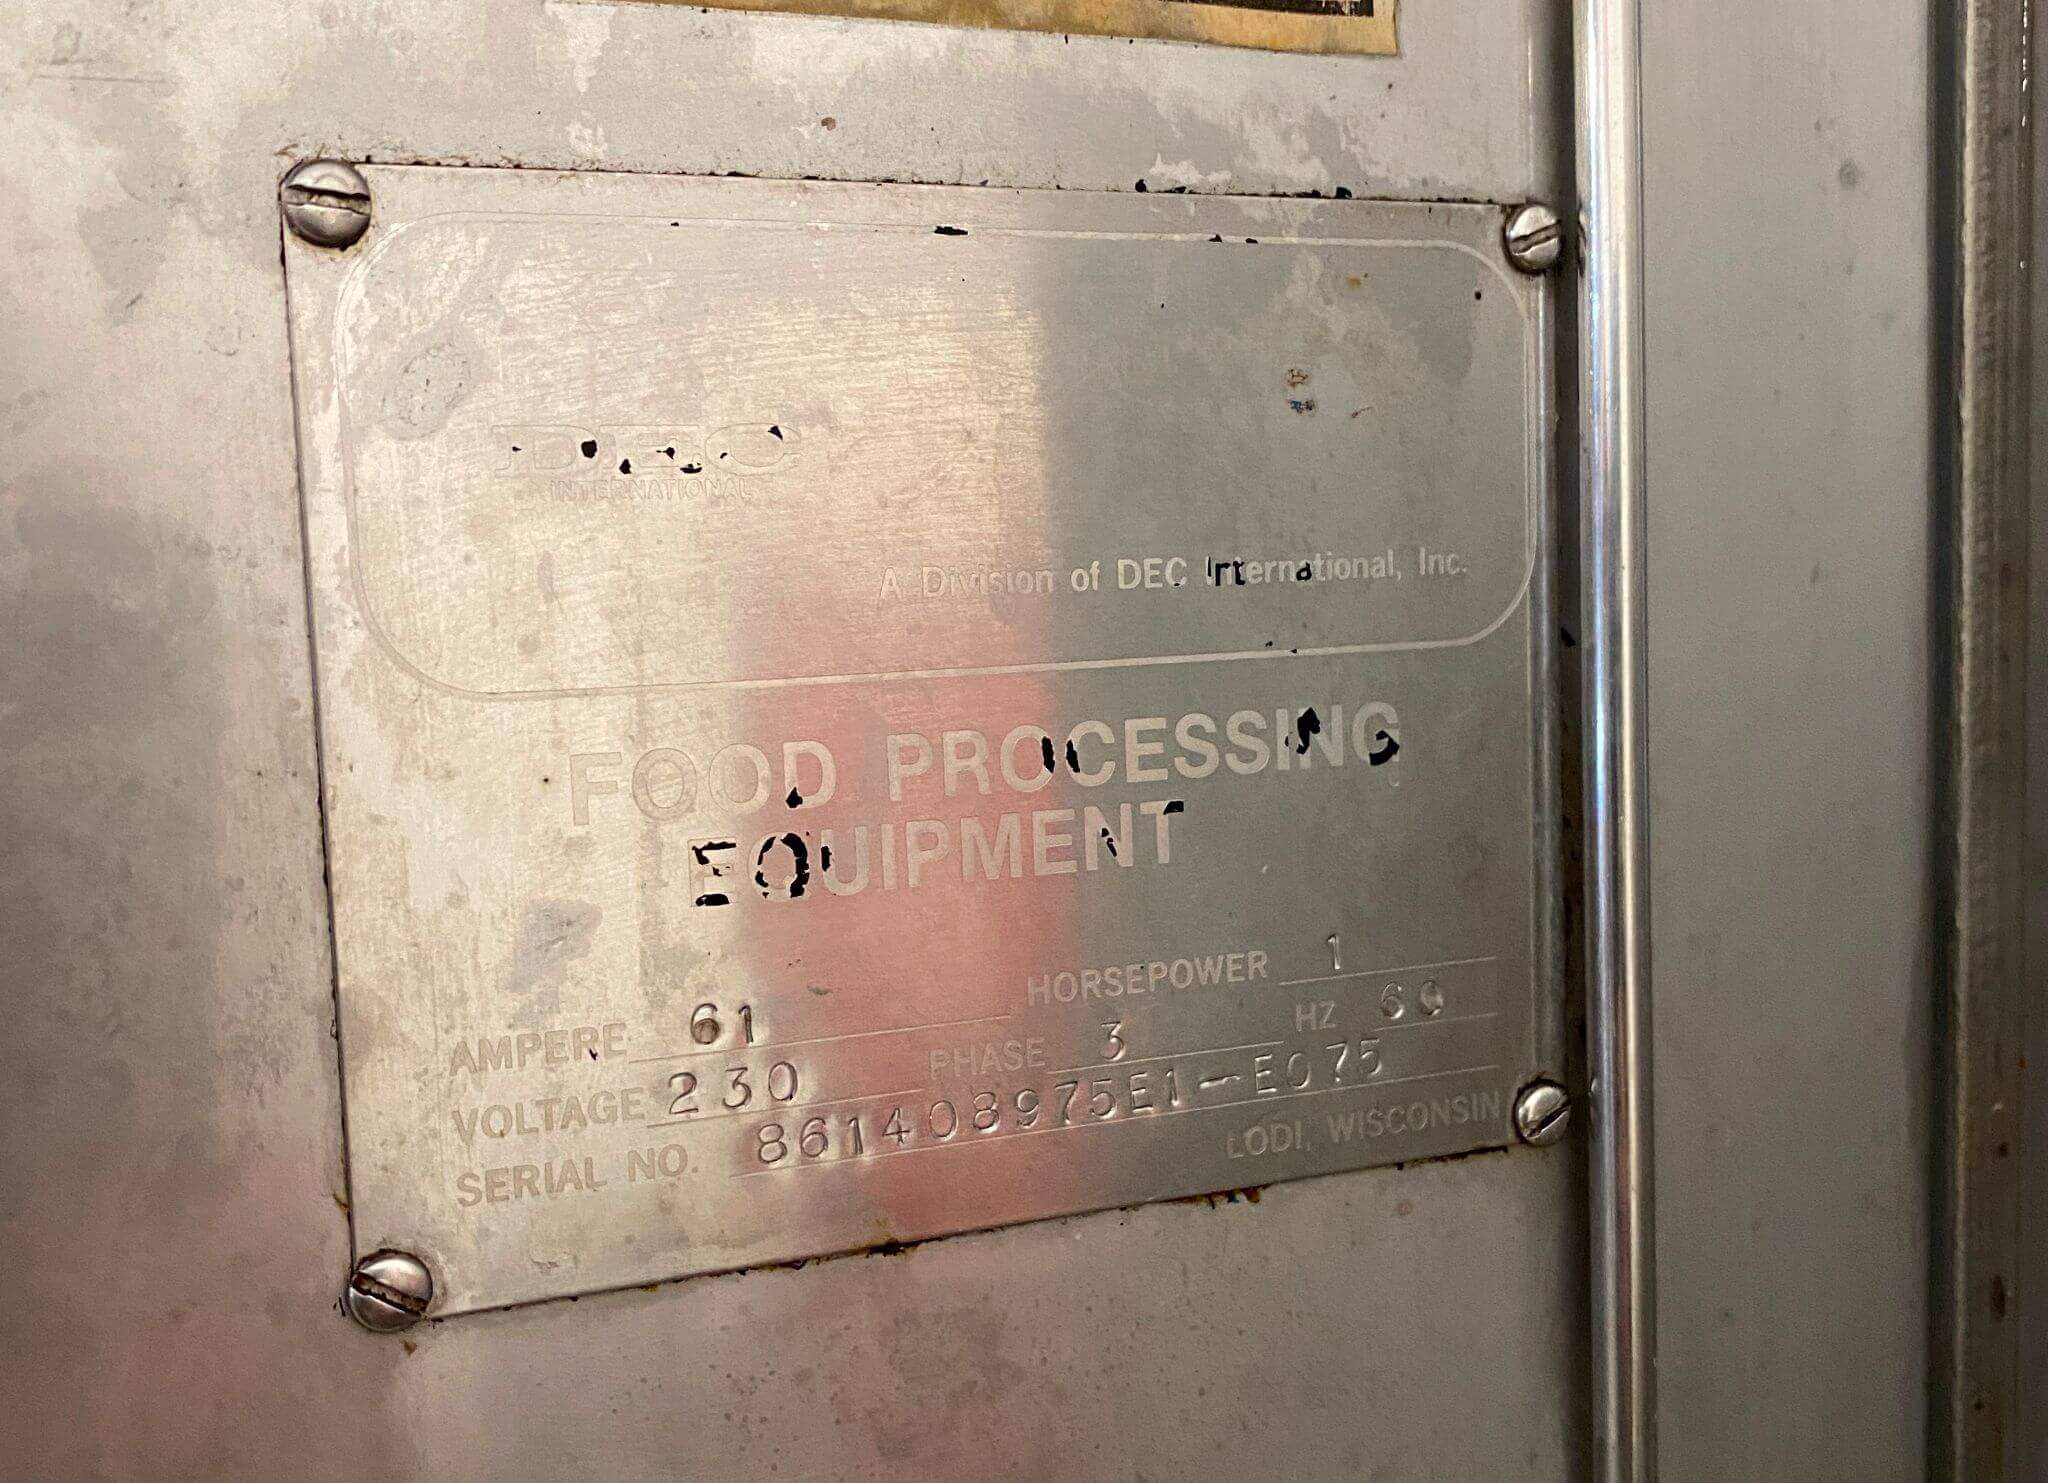 DEC
INTERNATIONAL
A Division of DEC International, Inc.
FOOD PROCESSING
EQUIPMENT
HORSEPOWER 1
AMPERE 61
PHASE 3 HZ 60
VOLTAGE 230
SERIAL NO. 861408975E1-E075
LODI, WISCONSIN